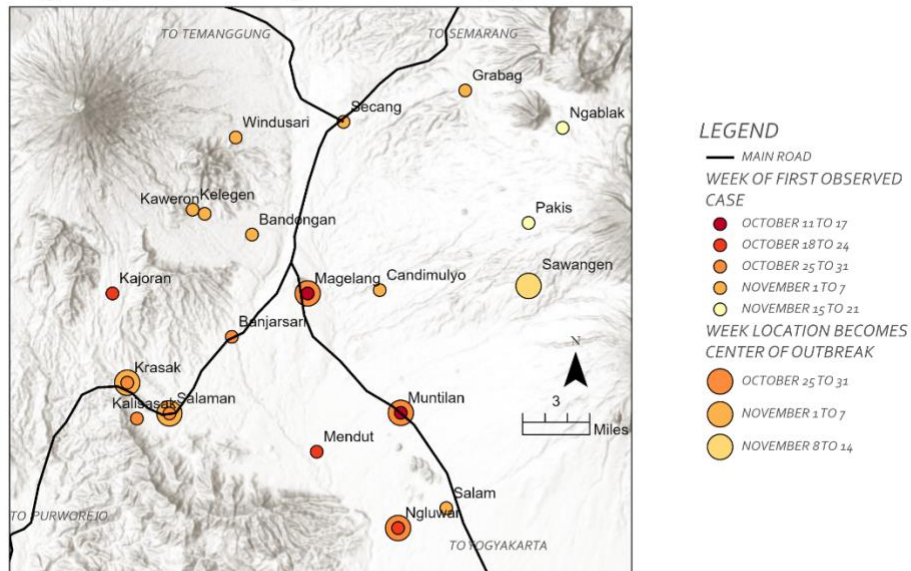 TO TEMANGGUNG
TO SEMARANG
Grabag
Secang
Ngablak
Windusari
Kaweron
Kelegen
Bandongan
Pakis
Kajoran
Magelang
Candimulyo
Sawangen
Banjarsari
N
Krasak
Kalisasak
Salaman
Muntilan
3
Miles
Mendut
Salam
Ngluwar
TO PURWOREJO
TO YOGYAKARTA
LEGEND
MAIN ROAD
WEEK OF FIRST OBSERVED
CASE
OCTOBER 11 TO 17
OCTOBER 18 TO 24
OCTOBER 25 TO 31
NOVEMBER 1 TO 7
NOVEMBER 15 TO 21
WEEK LOCATION BECOMES
CENTER OF OUTBREAK
OCTOBER 25 TO 31
NOVEMBER 1 TO 7
NOVEMBER 8 TO 14